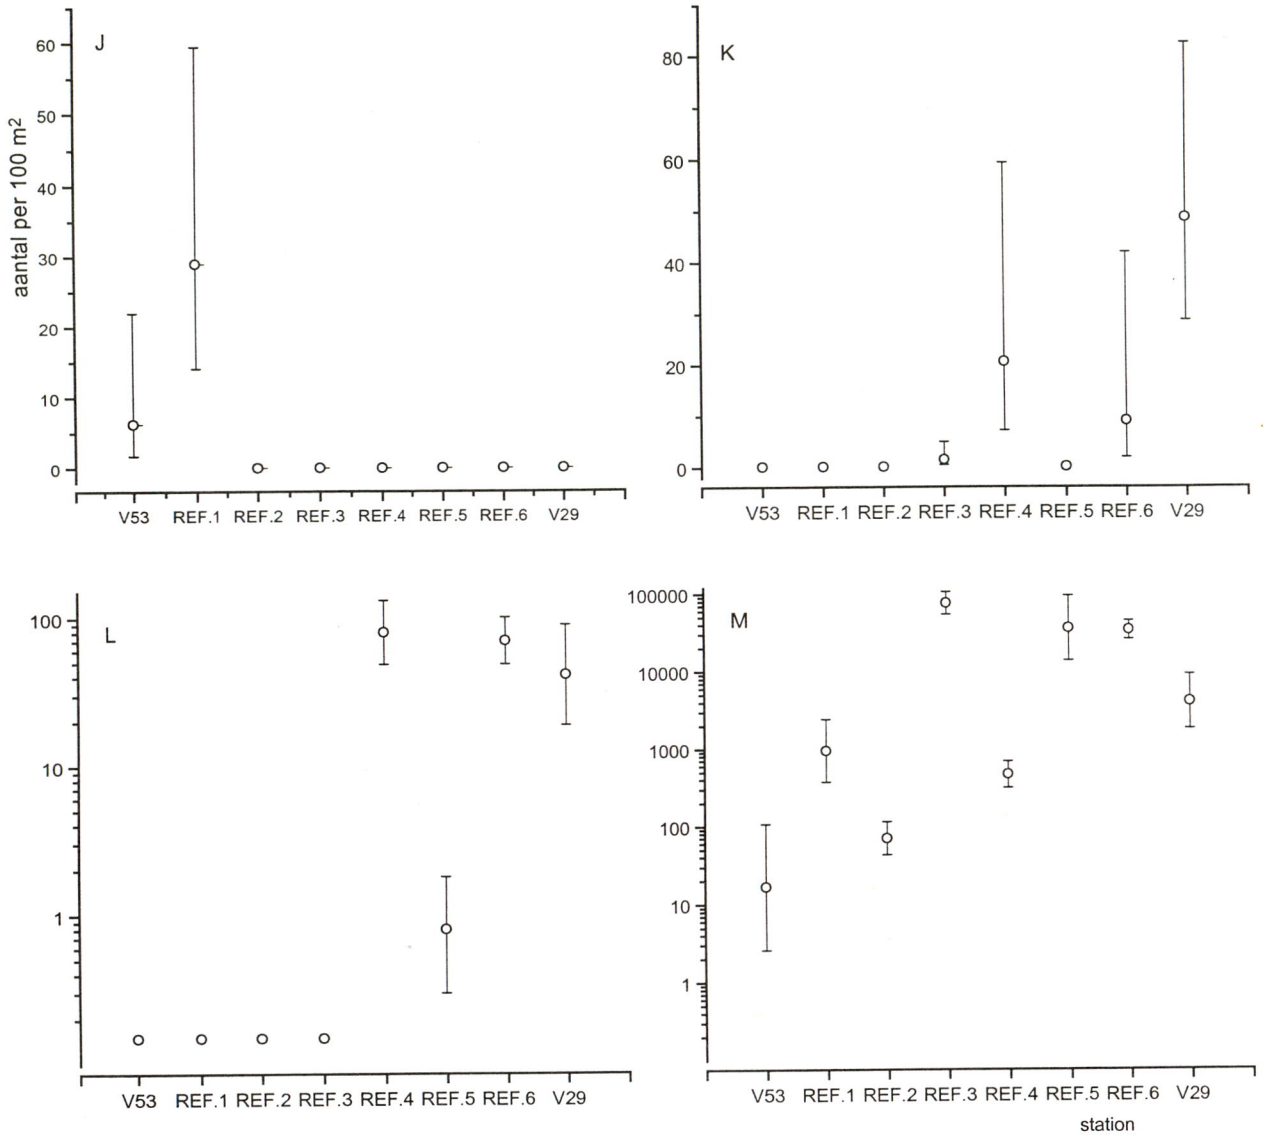 J
aantal per 100 m²
60
50
40
30
20
10
0
V53 REF.1 REF.2 REF.3 REF.4 REF.5 REF.6 V29
K
80
60
40
20
0
V53 REF.1 REF.2 REF.3 REF.4 REF.5 REF.6 V29
L
100
10
1
V53 REF.1 REF.2 REF.3 REF.4 REF.5 REF.6 V29
M
100000
10000
1000
100
10
1
V53 REF.1 REF.2 REF.3 REF.4 REF.5 REF.6 V29
station